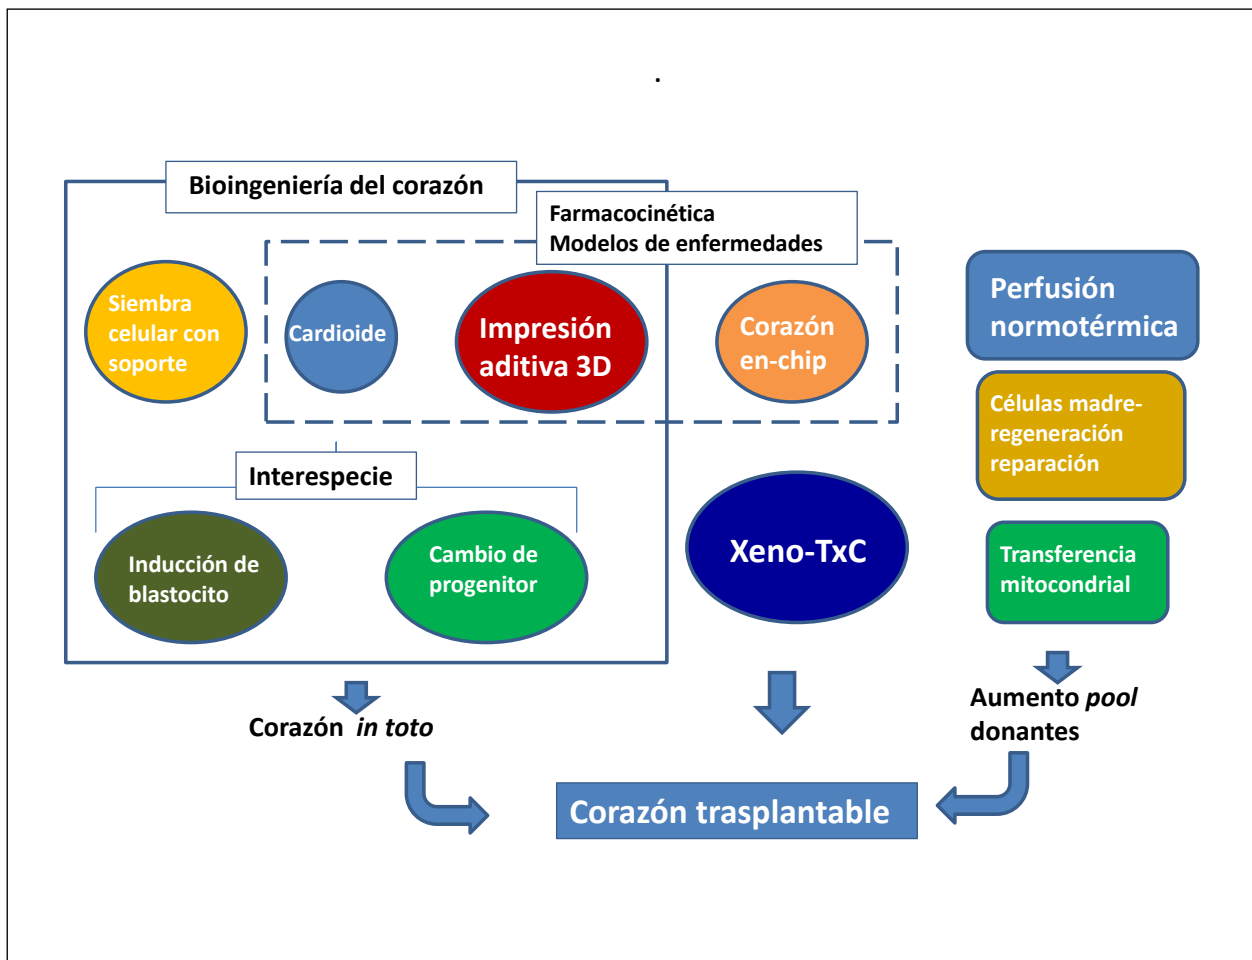 .
Bioingeniería del corazón
Farmacocinética
Modelos de enfermedades
Siembra
celular con
soporte
Cardioide
Impresión
aditiva 3D
Corazón
en-chip
Perfusión
normotérmica
Células madre-
regeneración
reparación
Interespecie
Inducción de
blastocito
Cambio de
progenitor
Xeno-TxC
Transferencia
mitocondrial
Corazón in toto
Aumento pool
donantes
Corazón trasplantable